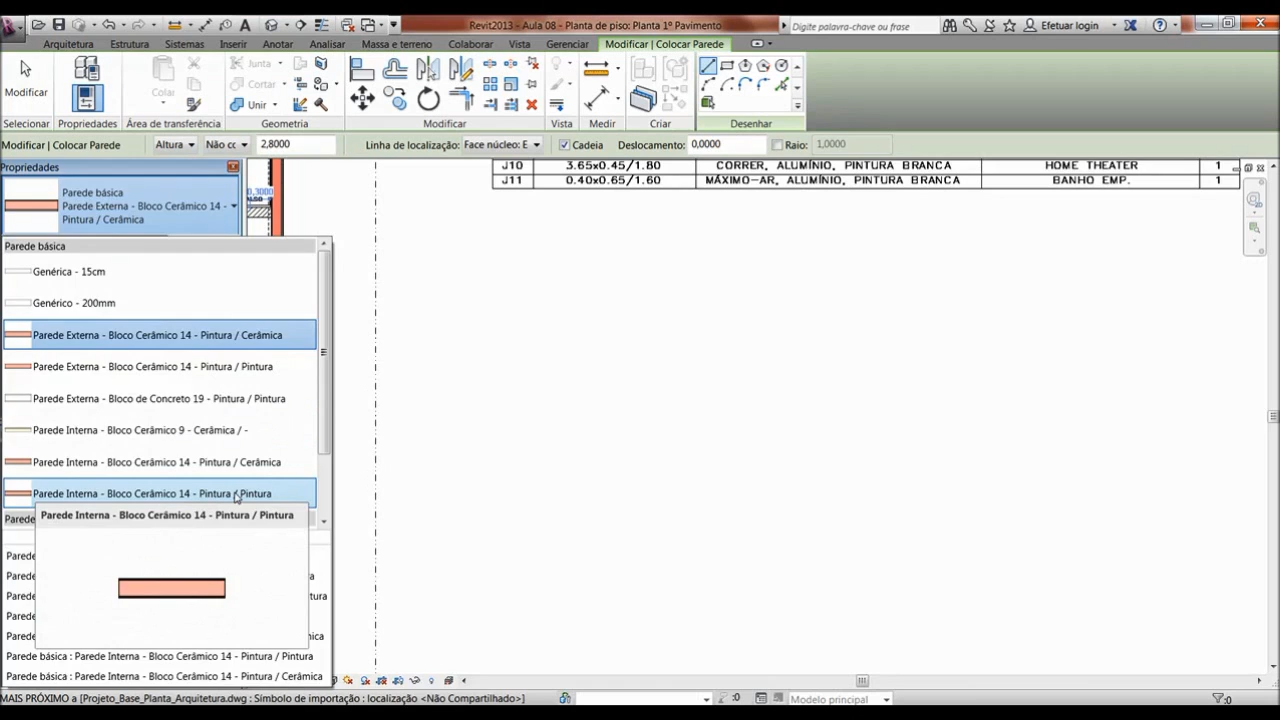 Revit2013 - Aula 08 - Planta de piso: Planta 1º Pavimento
Digite palavra-chave ou frase
Efetuar login
Arquitetura Estrutura Sistemas Inserir Anotar Analisar Massa e terreno Colaborar Vista Gerenciar Modificar | Colocar Parede
Modificar
Colar
Junta
Cortar
Unir
Selecionar Propriedades Área de transferência Geometria Modificar Vista Medir Criar Desenhar
Modificar | Colocar Parede Altura Não cc 2,8000 Linha de localização: Face núcleo: E Cadeia Deslocamento: 0,0000 Raio: 1,0000
Propriedades
Parede básica
Parede Externa - Bloco Cerâmico 14 -
Pintura / Cerâmica
0,3000
J10 3.65x0.45/1.80 CORRER, ALUMÍNIO, PINTURA BRANCA HOME THEATER 1
J11 0.40x0.65/1.60 MÁXIMO-AR, ALUMÍNIO, PINTURA BRANCA BANHO EMP. 1
Parede básica
Genérica - 15cm
Genérico - 200mm
Parede Externa - Bloco Cerâmico 14 - Pintura / Cerâmica
Parede Externa - Bloco Cerâmico 14 - Pintura / Pintura
Parede Externa - Bloco de Concreto 19 - Pintura / Pintura
Parede Interna - Bloco Cerâmico 9 - Cerâmica / -
Parede Interna - Bloco Cerâmico 14 - Pintura / Cerâmica
Parede Interna - Bloco Cerâmico 14 - Pintura / Pintura
Parede Interna - Bloco Cerâmico 14 - Pintura / Pintura
Parede básica : Parede Interna - Bloco Cerâmico 14 - Pintura / Pintura
Parede básica : Parede Interna - Bloco Cerâmico 14 - Pintura / Cerâmica
MAIS PRÓXIMO a [Projeto_Base_Planta_Arquitetura.dwg : Símbolo de importação : localização <Não Compartilhado>]
:0
Modelo principal
:0